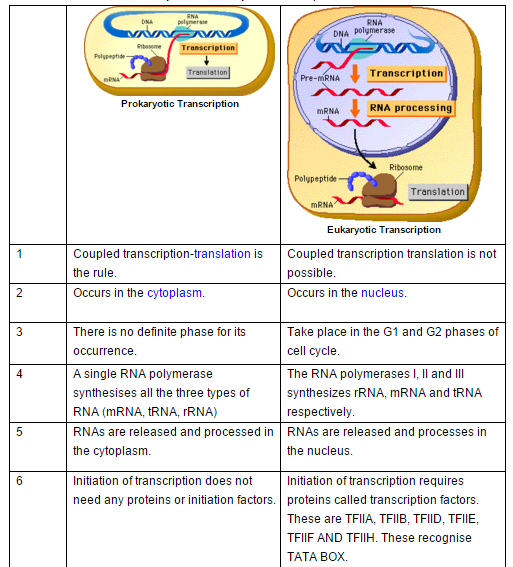 DNA
RNA
polymerase
Ribosome
Polypeptide
mRNA
Transcription
Translation
Prokaryotic Transcription
DNA
RNA
polymerase
Pre-mRNA
Transcription
RNA processing
mRNA
Ribosome
Polypeptide
mRNA
Translation
Eukaryotic Transcription
1
Coupled transcription-translation is
the rule.
Coupled transcription translation is not
possible.
2
Occurs in the cytoplasm.
Occurs in the nucleus.
3
There is no definite phase for its
occurrence.
Take place in the G1 and G2 phases of
cell cycle.
4
A single RNA polymerase
synthesises all the three types of
RNA (mRNA, tRNA, rRNA)
The RNA polymerases I, II and III
synthesizes rRNA, mRNA and tRNA
respectively.
5
RNAs are released and processed in
the cytoplasm.
RNAs are released and processes in
the nucleus.
6
Initiation of transcription does not
need any proteins or initiation factors.
Initiation of transcription requires
proteins called transcription factors.
These are TFIIA, TFIIB, TFIID, TFIIE,
TFIIF AND TFIIH. These recognise
TATA BOX.